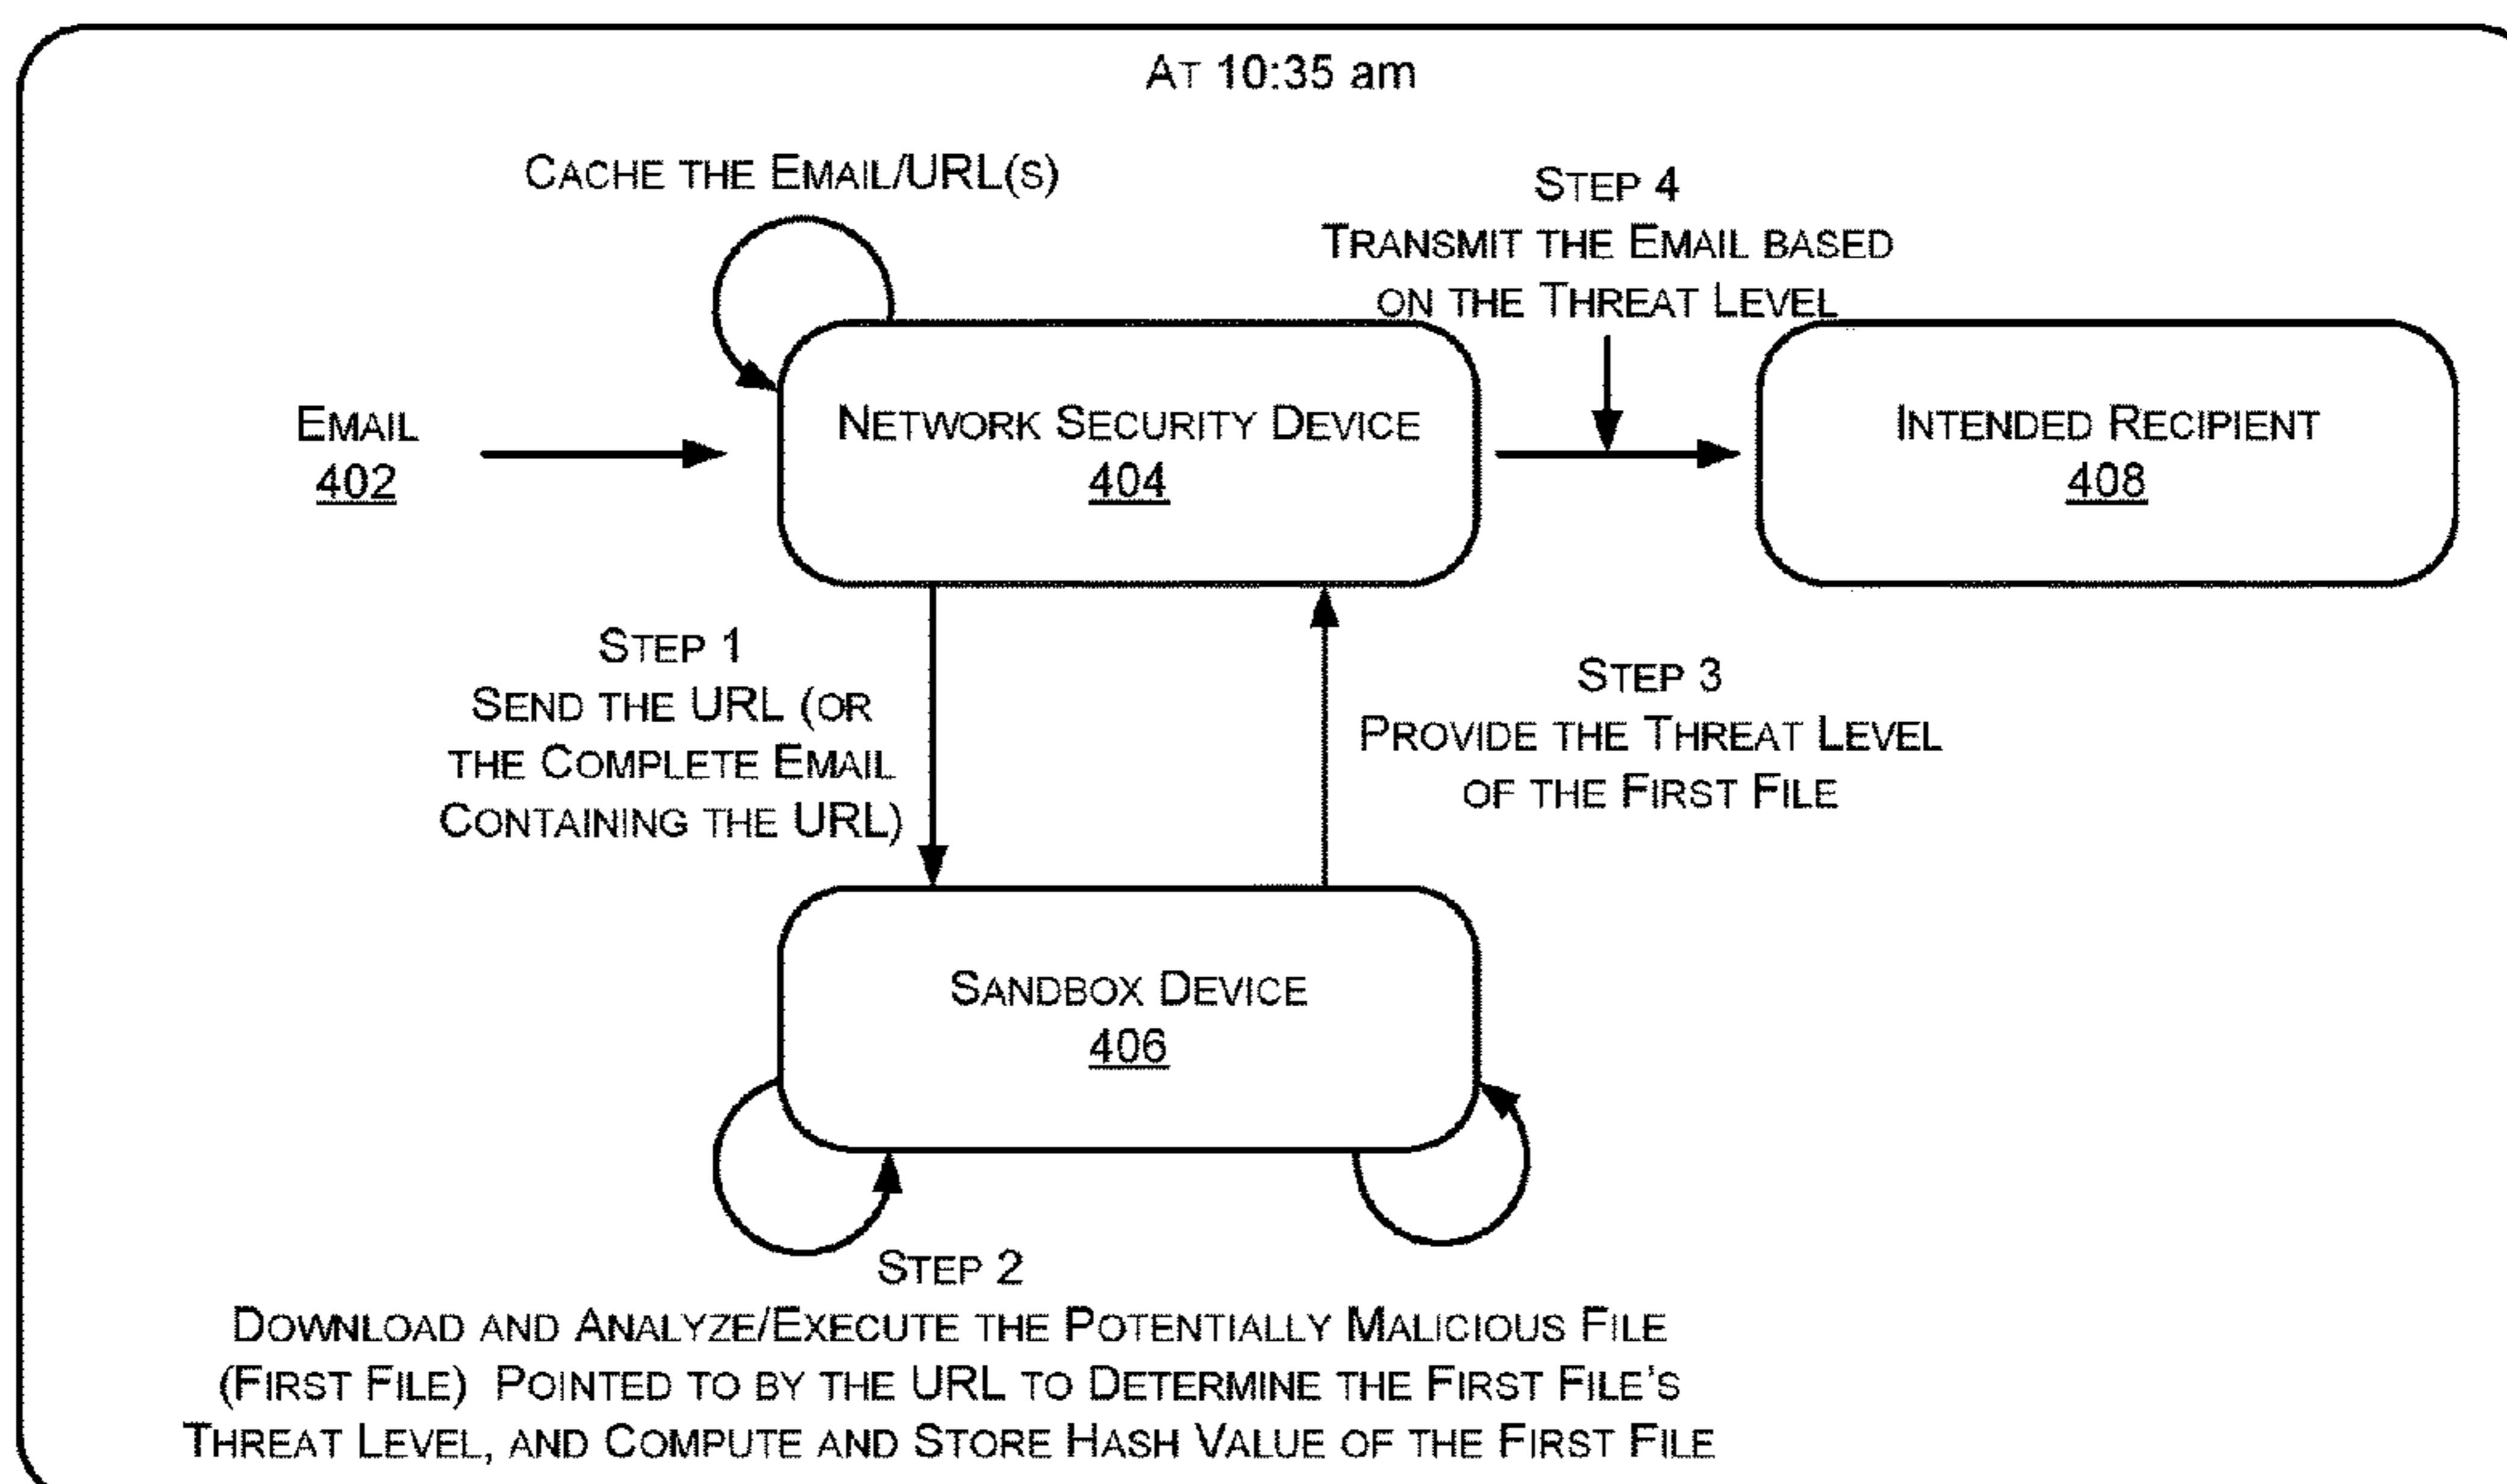 At 10:35 am
Cache the Email/URL(s)
Step 4
Transmit the Email based
on the Threat Level
Email
402
Network Security Device
404
Intended Recipient
408
Step 1
Send the URL (or
the Complete Email
Containing the URL)
Step 3
Provide the Threat Level
of the First File
Sandbox Device
406
Step 2
Download and Analyze/Execute the Potentially Malicious File
(First File) Pointed to by the URL to Determine the First File's
Threat Level, and Compute and Store Hash Value of the First File